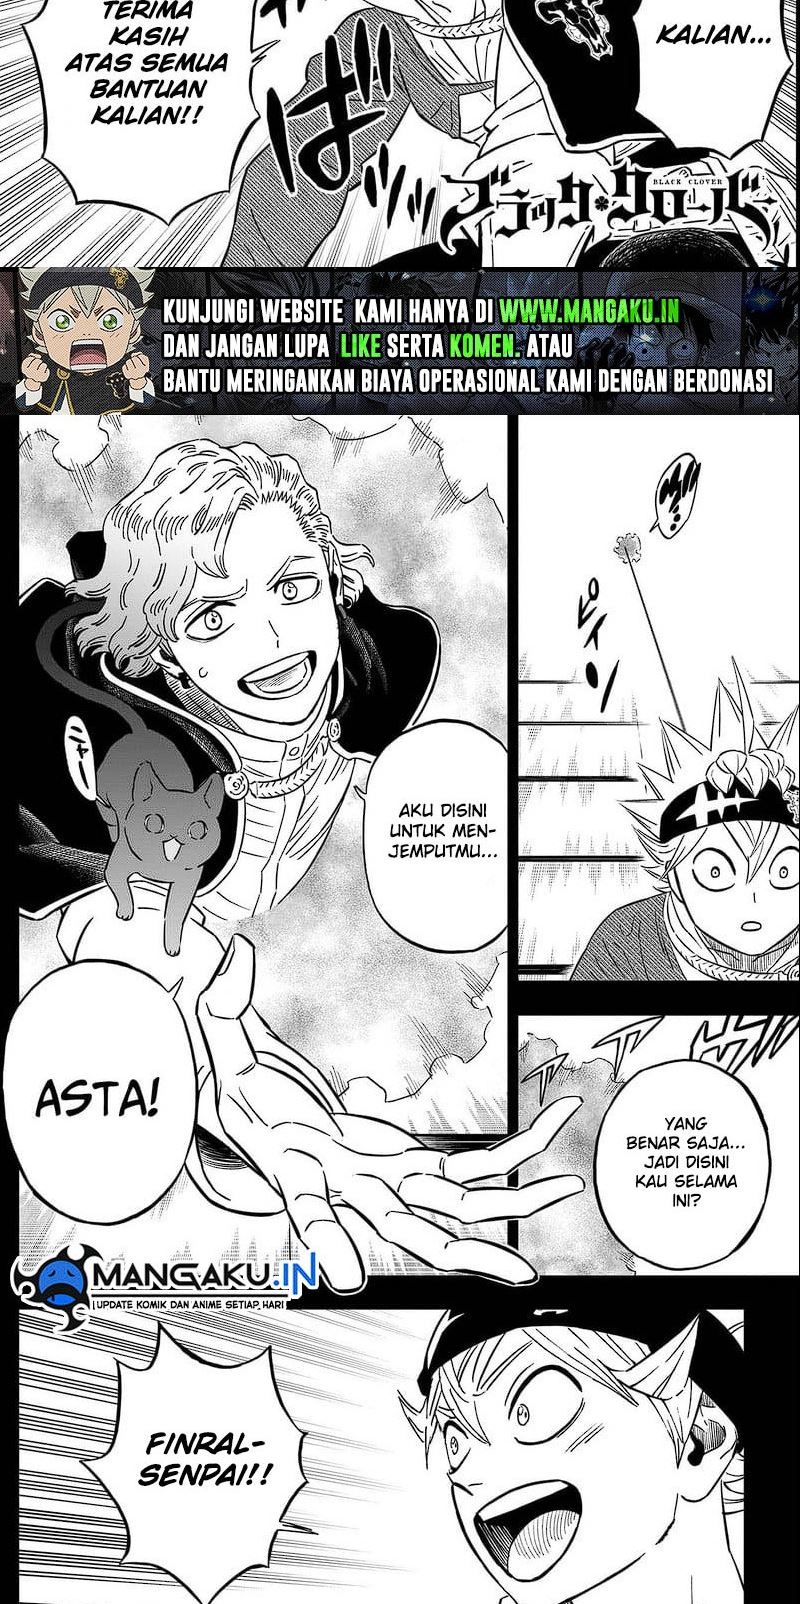 KALIAN...
TERIMA
KASIH
ATAS SEMUA
BANTUAN
KALIAN!!
ば
BLACK CLOVER
ブラッククローバー
KUNJUNGI WEBSITE KAMI HANYA DI WWW.MANGAKU.IN
DAN JANGAN LUPA LIKE SERTA KOMEN. ATAU
BANTU MERINGANKAN BIAYA OPERASIONAL KAMI DENGAN BERDONASI
YANG
BENAR SAJA...
JADI DISINI
KAU SELAMA
INI?
AKU DISINI
UNTUK MEN-
JEMPUTMU...
ニャー
ASTA!
MANGAKU.IN
UPDATE KOMIK DAN ANIME SETIAP HARI
FINRAL-
SENPAI!!